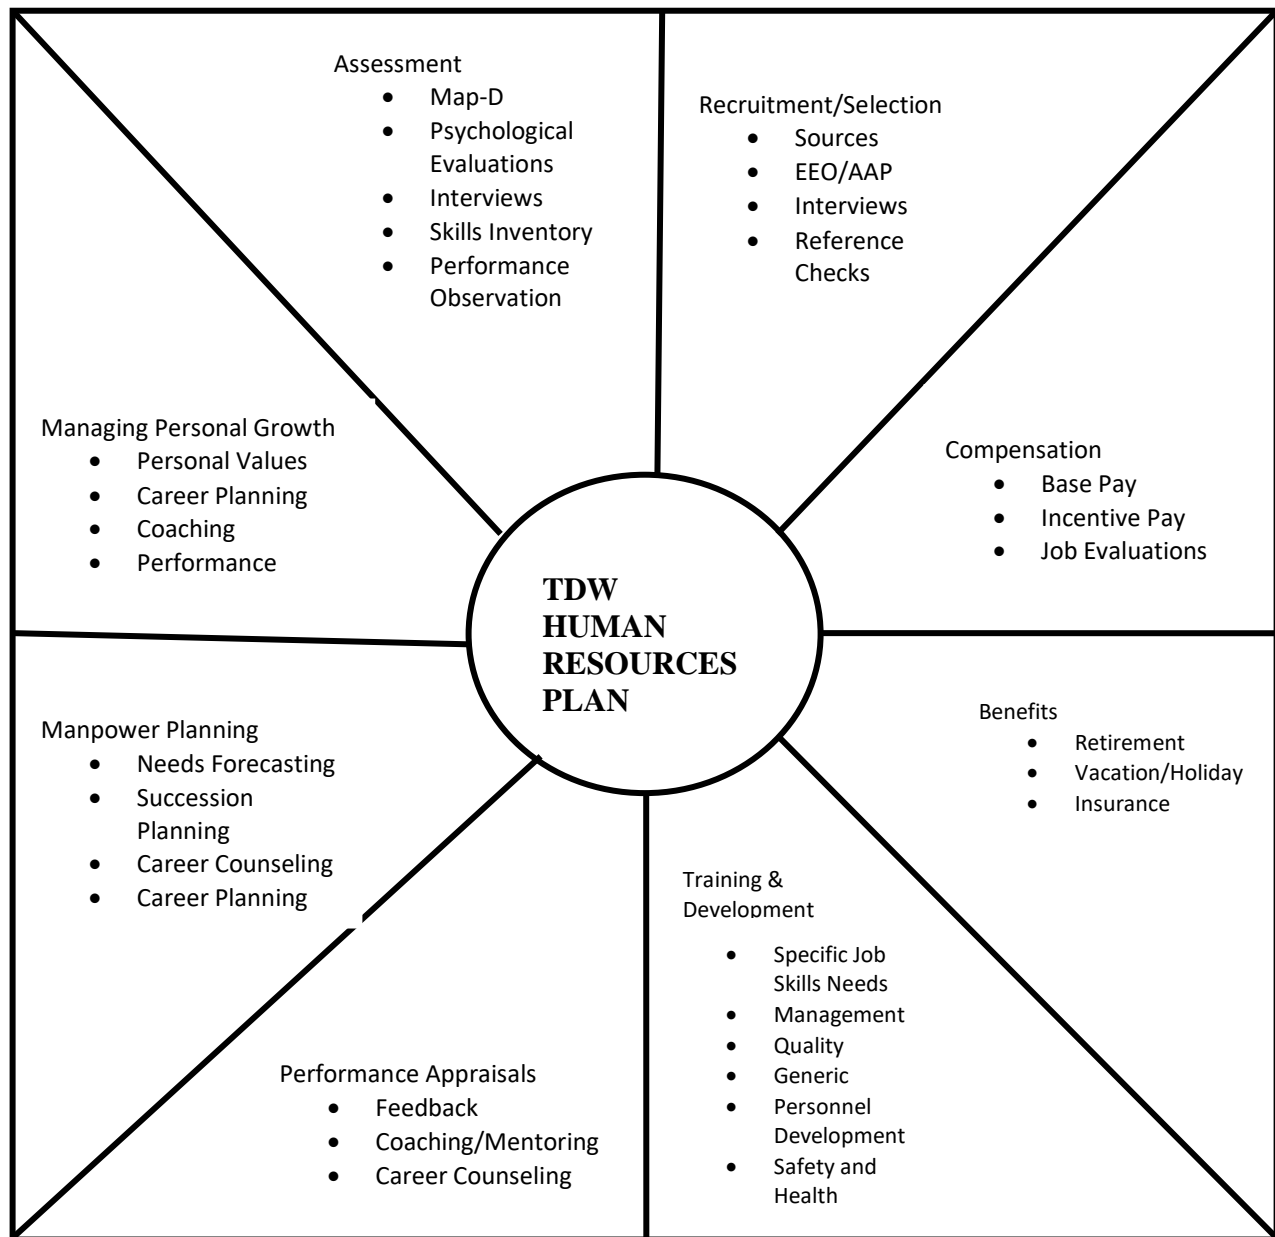 Assessment
• Map-D
• Psychological
Evaluations
• Interviews
• Skills Inventory
• Performance
Observation
Recruitment/Selection
• Sources
• EEO/AAP
• Interviews
• Reference
Checks
Managing Personal Growth
• Personal Values
• Career Planning
• Coaching
• Performance
Compensation
• Base Pay
• Incentive Pay
• Job Evaluations
TDW
HUMAN
RESOURCES
PLAN
Manpower Planning
• Needs Forecasting
• Succession
Planning
• Career Counseling
• Career Planning
Benefits
• Retirement
• Vacation/Holiday
• Insurance
Performance Appraisals
• Feedback
• Coaching/Mentoring
• Career Counseling
Training &
Development
• Specific Job
Skills Needs
• Management
• Quality
• Generic
• Personnel
Development
• Safety and
Health